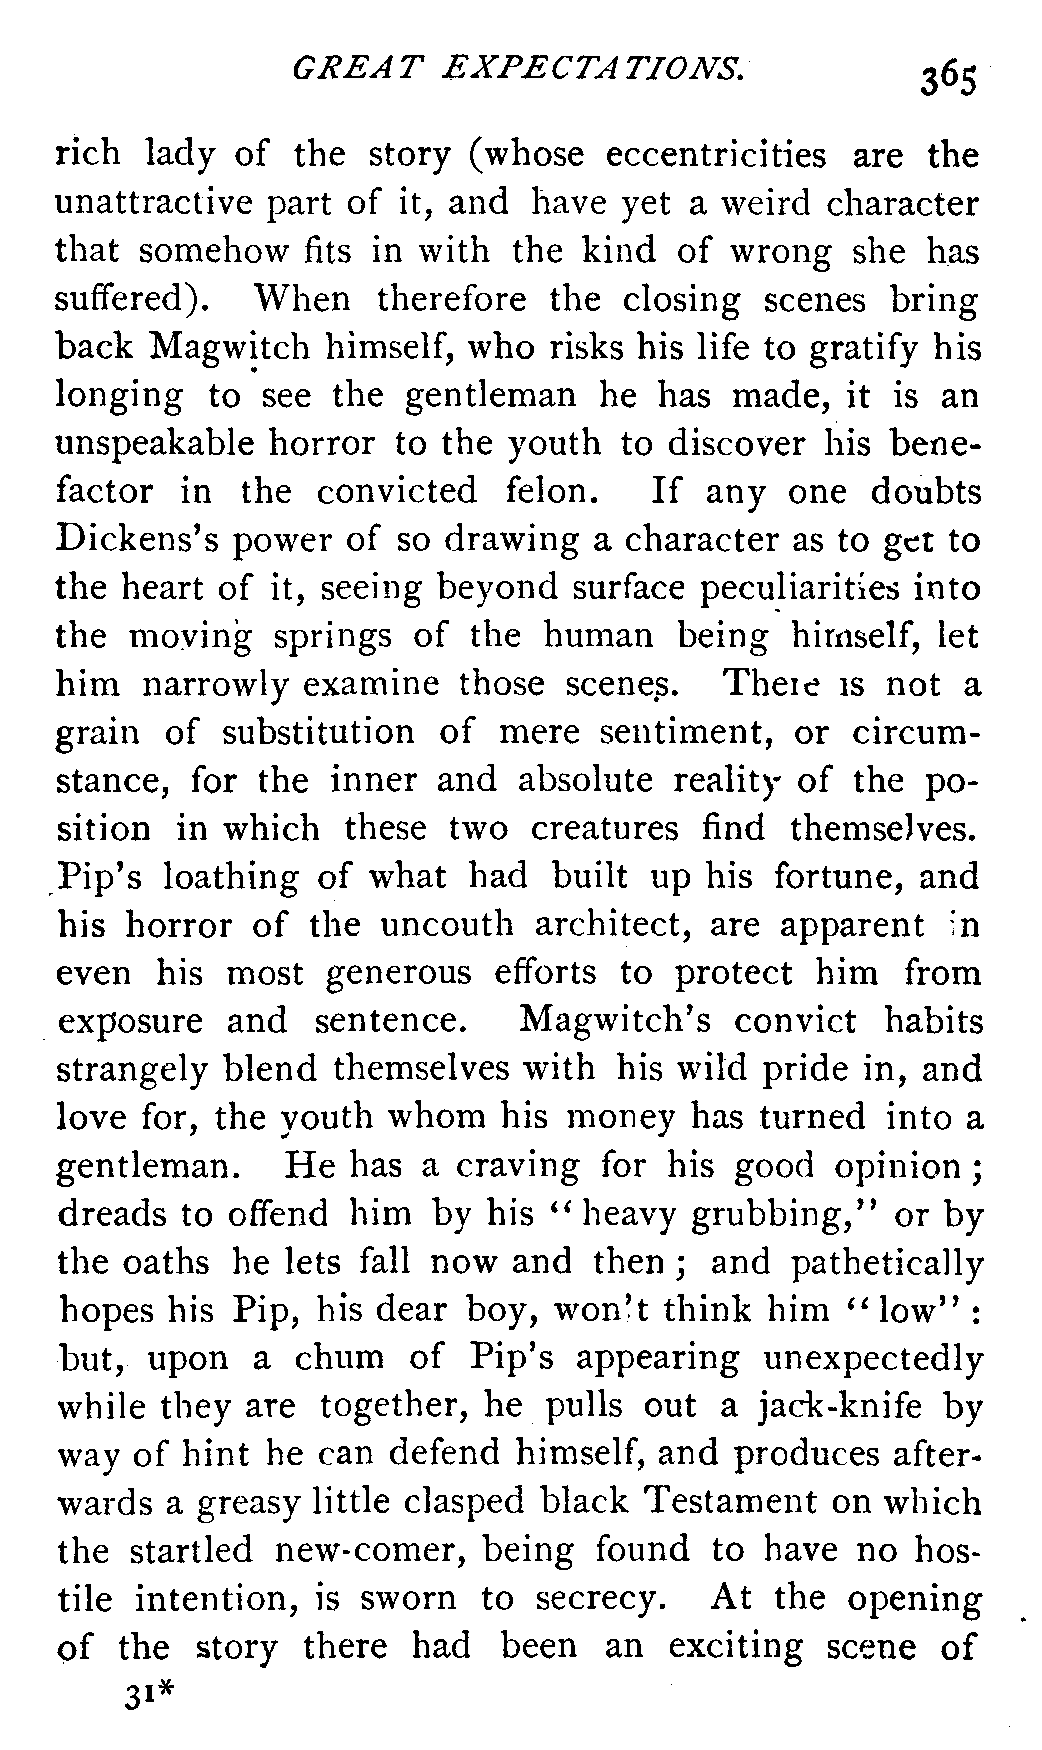 GREAT EXPECTATIONS. 365
rich lady of the story (whose eccentricities are the
unattractive part of it, and have yet a weird character
that somehow fits in with the kind of wrong she has
suffered). When therefore the closing scenes bring
back Magwitch himself, who risks his life to gratify his
longing to see the gentleman he has made, it is an
unspeakable horror to the youth to discover his bene-
factor in the convicted felon. If any one doubts
Dickens's power of so drawing a character as to get to
the heart of it, seeing beyond surface peculiarities into
the moving springs of the human being himself, let
him narrowly examine those scenes. There is not a
grain of substitution of mere sentiment, or circum-
stance, for the inner and absolute reality of the po-
sition in which these two creatures find themselves.
Pip's loathing of what had built up his fortune, and
his horror of the uncouth architect, are apparent in
even his most generous efforts to protect him from
exposure and sentence. Magwitch's convict habits
strangely blend themselves with his wild pride in, and
love for, the youth whom his money has turned into a
gentleman. He has a craving for his good opinion ;
dreads to offend him by his “heavy grubbing,” or by
the oaths he lets fall now and then ; and pathetically
hopes his Pip, his dear boy, won't think him “low” :
but, upon a chum of Pip's appearing unexpectedly
while they are together, he pulls out a jack-knife by
way of hint he can defend himself, and produces after-
wards a greasy little clasped black Testament on which
the startled new-comer, being found to have no hos-
tile intention, is sworn to secrecy. At the opening
of the story there had been an exciting scene of
31*